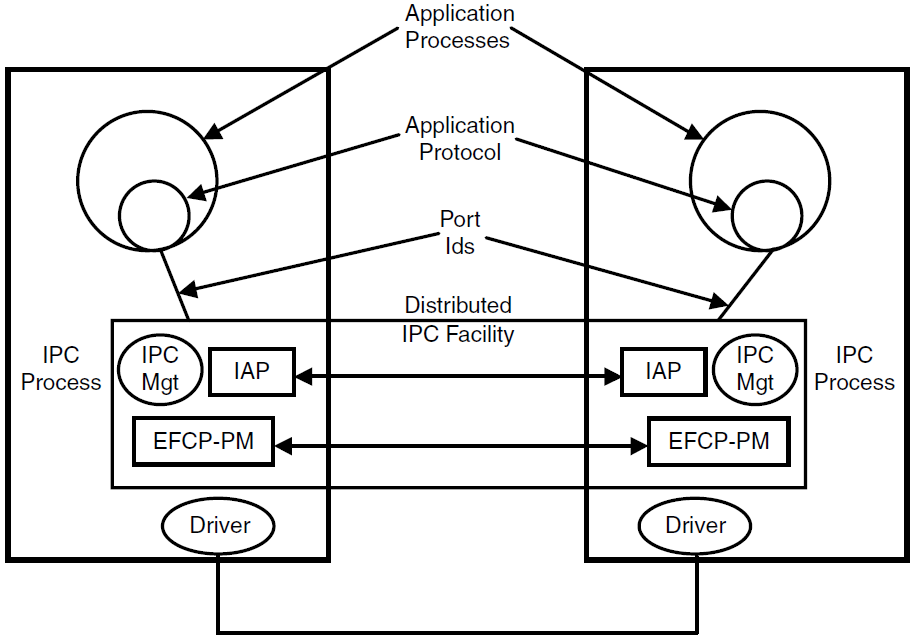 Application
Processes
Application
Protocol
Port
Ids
Distributed
IPC Facility
IPC
Process
IPC
Mgt
IAP
IAP
IPC
Mgt
IPC
Process
EFCP-PM
EFCP-PM
Driver
Driver